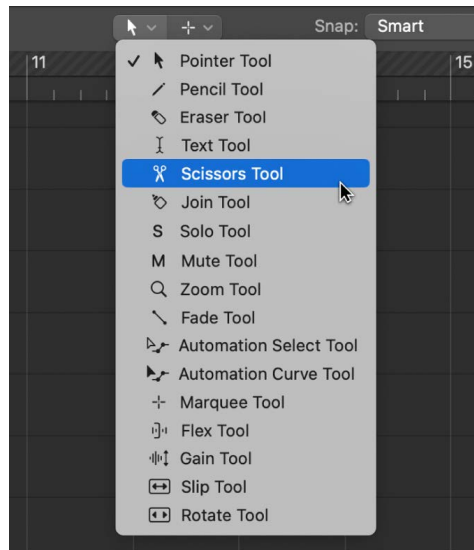 Snap: Smart
11
15
Pointer Tool
Pencil Tool
Eraser Tool
Text Tool
Scissors Tool
Join Tool
S Solo Tool
M Mute Tool
Zoom Tool
Fade Tool
Automation Select Tool
Automation Curve Tool
Marquee Tool
Flex Tool
Gain Tool
Slip Tool
Rotate Tool